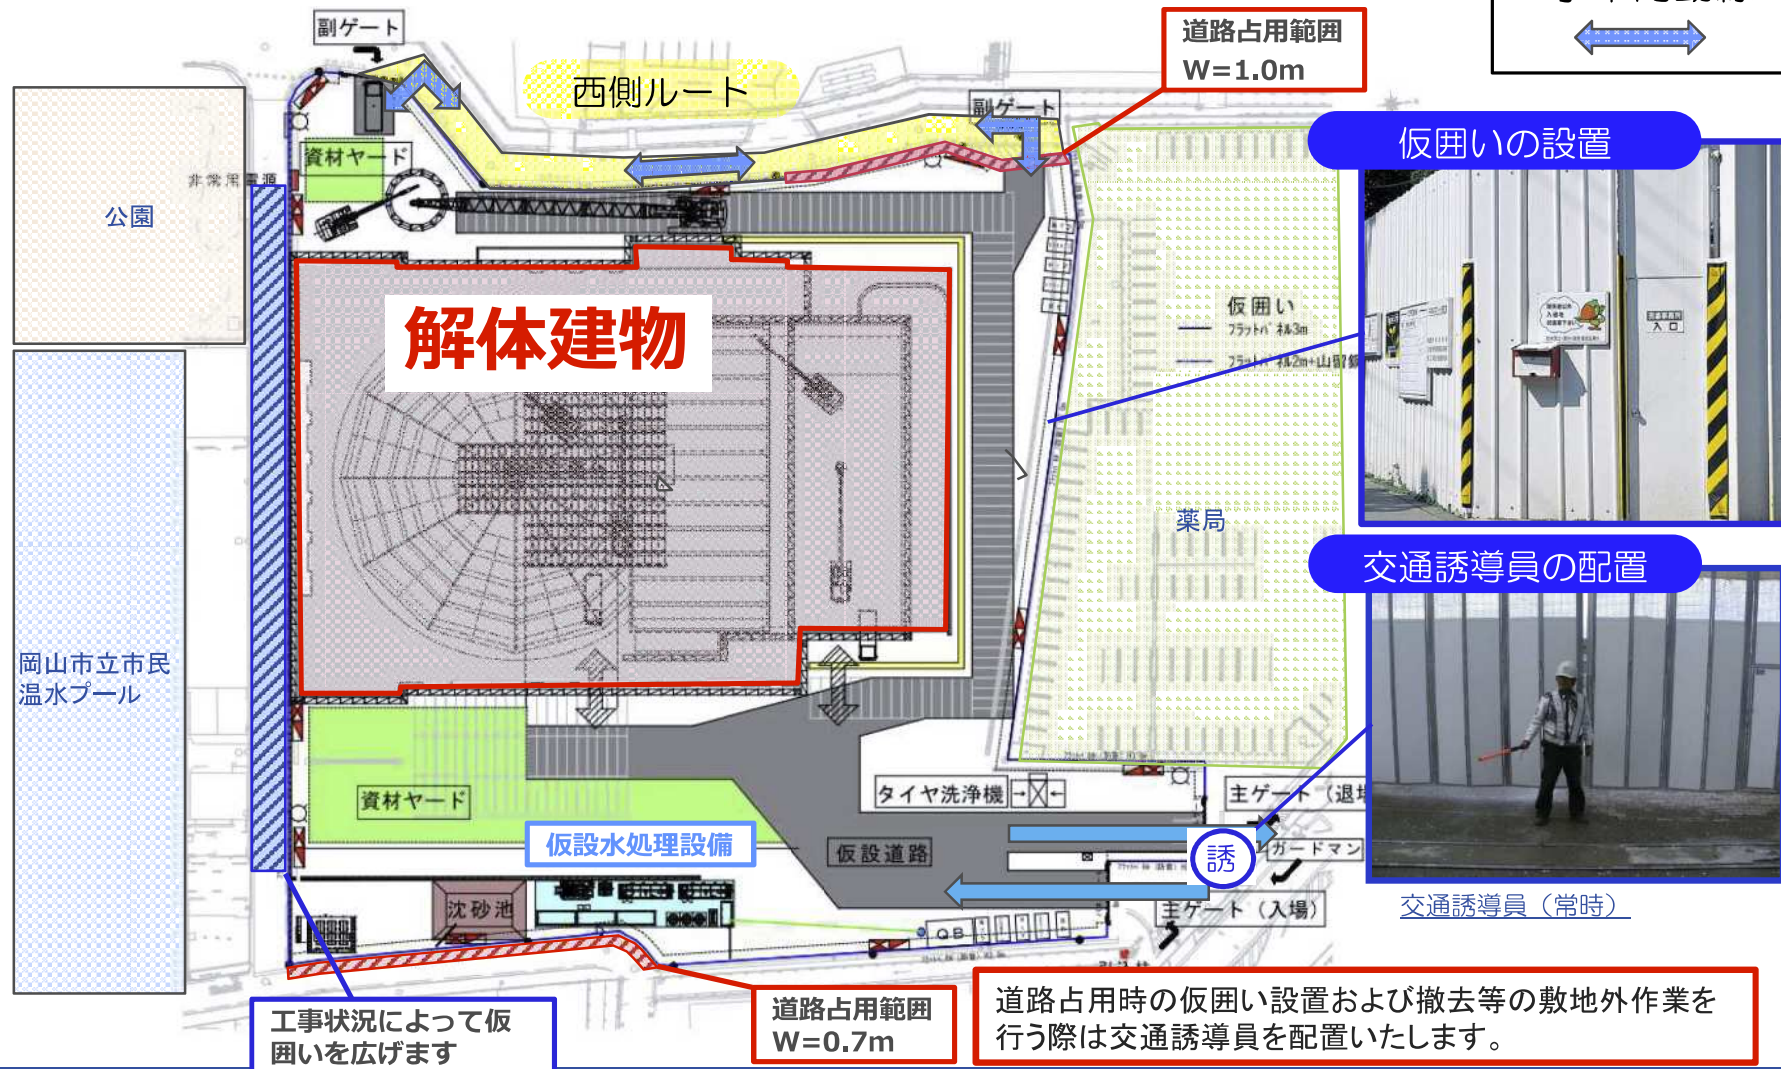 副ゲート
西側ルート
道路占用範囲
W=1.0m
副ゲート
仮囲いの設置
資材ヤード
非常用電源
公園
解体建物
仮囲い
フラットパネル3m
入口
薬局
交通誘導員の配置
岡山市立市民
温水プール
資材ヤード
タイヤ洗浄機
主ゲート（退場
仮設水処理設備
仮設道路
誘
ガードマン
沈砂池
主ゲート（入場）
交通誘導員（常時）
道路占用範囲
W=0.7m
工事状況によって仮
囲いを広げます
道路占用時の仮囲い設置および撤去等の敷地外作業を
行う際は交通誘導員を配置いたします。